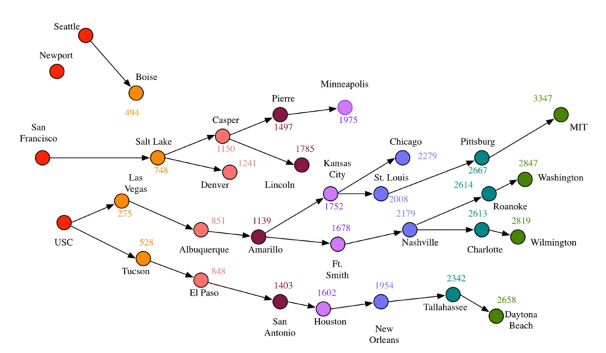 Seattle
Newport
Boise
494
San
Francisco
Salt Lake
748
Casper
1150
1241
Denver
Pierre
1497
1785
Lincoln
Minneapolis
1975
Las
Vegas
275
USC
528
Tucson
851
Albuquerque
848
El Paso
1139
Amarillo
1403
San
Antonio
Kansas
City
1752
1678
Ft.
Smith
1602
Houston
Chicago
2279
St. Louis
2008
2179
Nashville
1954
New
Orleans
Pittsburg
2667
2614
Roanoke
2613
Charlotte
2342
Tallahassee
3347
MIT
2847
Washington
2819
Wilmington
2658
Daytona
Beach